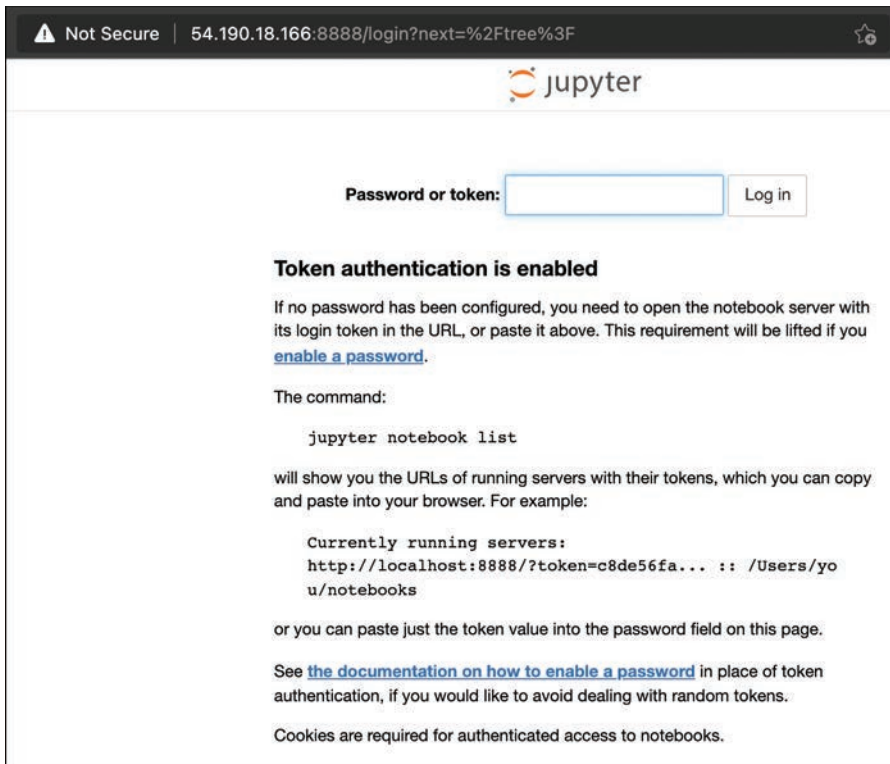 Not Secure | 54.190.18.166:8888/login?next=%2Ftree%3F
jupyter
Password or token: Log in
Token authentication is enabled
If no password has been configured, you need to open the notebook server with
its login token in the URL, or paste it above. This requirement will be lifted if you
enable a password.
The command:
jupyter notebook list
will show you the URLs of running servers with their tokens, which you can copy
and paste into your browser. For example:
Currently running servers:
http://localhost:8888/?token=c8de56fa... :: /Users/yo
u/notebooks
or you can paste just the token value into the password field on this page.
See the documentation on how to enable a password in place of token
authentication, if you would like to avoid dealing with random tokens.
Cookies are required for authenticated access to notebooks.